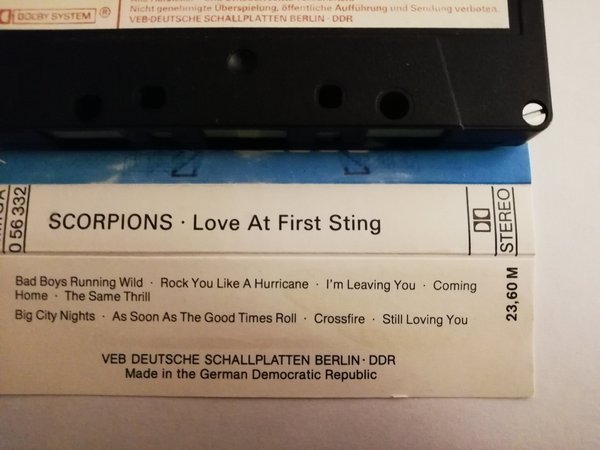 DOLBY SYSTEM ®
Nicht genehmigte Überspielung, öffentliche Aufführung und Sendung verboten.
VEB-DEUTSCHE SCHALLPLATTEN BERLIN · DDR
0 56 332
SCORPIONS · Love At First Sting
STEREO
Bad Boys Running Wild · Rock You Like A Hurricane · I'm Leaving You · Coming
Home · The Same Thrill
Big City Nights · As Soon As The Good Times Roll · Crossfire · Still Loving You
23,60 M
VEB DEUTSCHE SCHALLPLATTEN BERLIN · DDR
Made in the German Democratic Republic